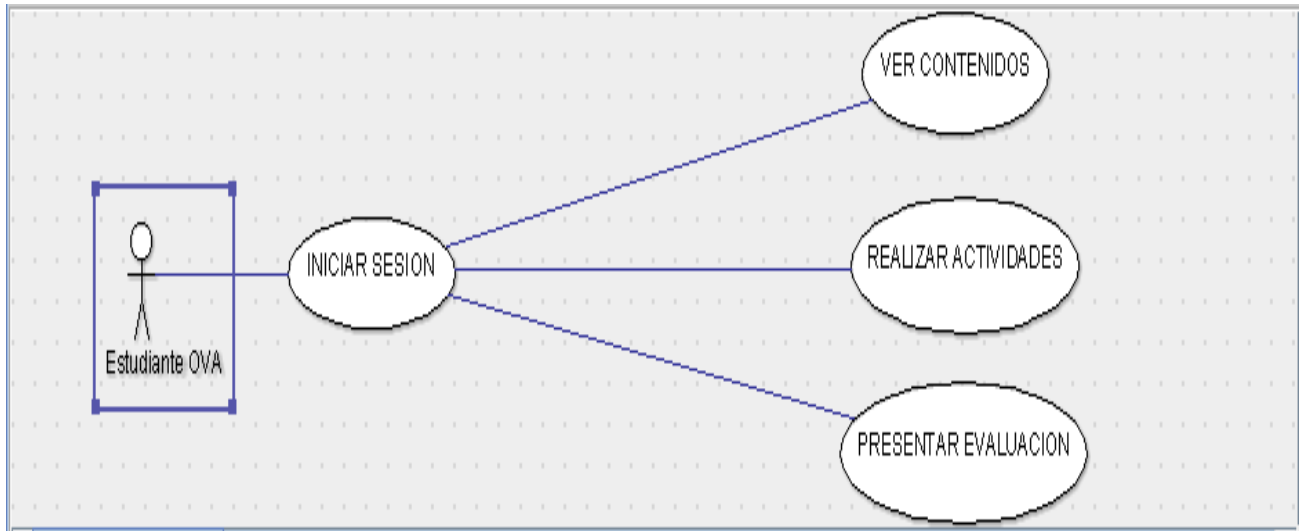 VER CONTENIDOS
INICIAR SESION
REALIZAR ACTIVIDADES
Estudiante OVA
PRESENTAR EVALUACION